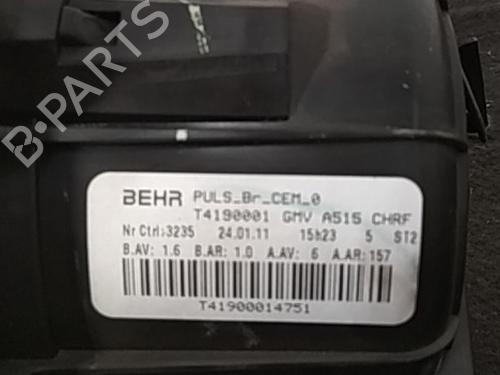 B-PARTS
BEHR PULS_Br_CEM_0
T4190001 GMV A515 CHRF
Nr Ctrl:3235 24.01.11 15h23 5 ST2
B.AV: 1.6 B.AR: 1.0 A.AV: 6 A.AR: 157
T41900014751